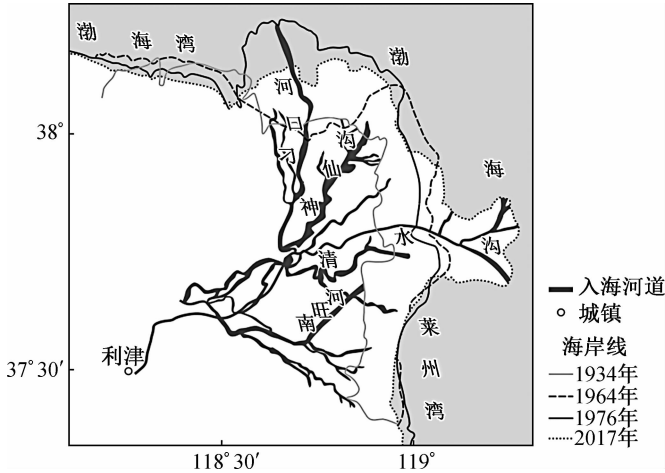 渤海湾
渤海
刁口河
神仙沟
清水沟
南旺河
莱州湾
利津
38°
37°30′
118°30′
119°
入海河道
城镇
海岸线
1934年
1964年
1976年
2017年